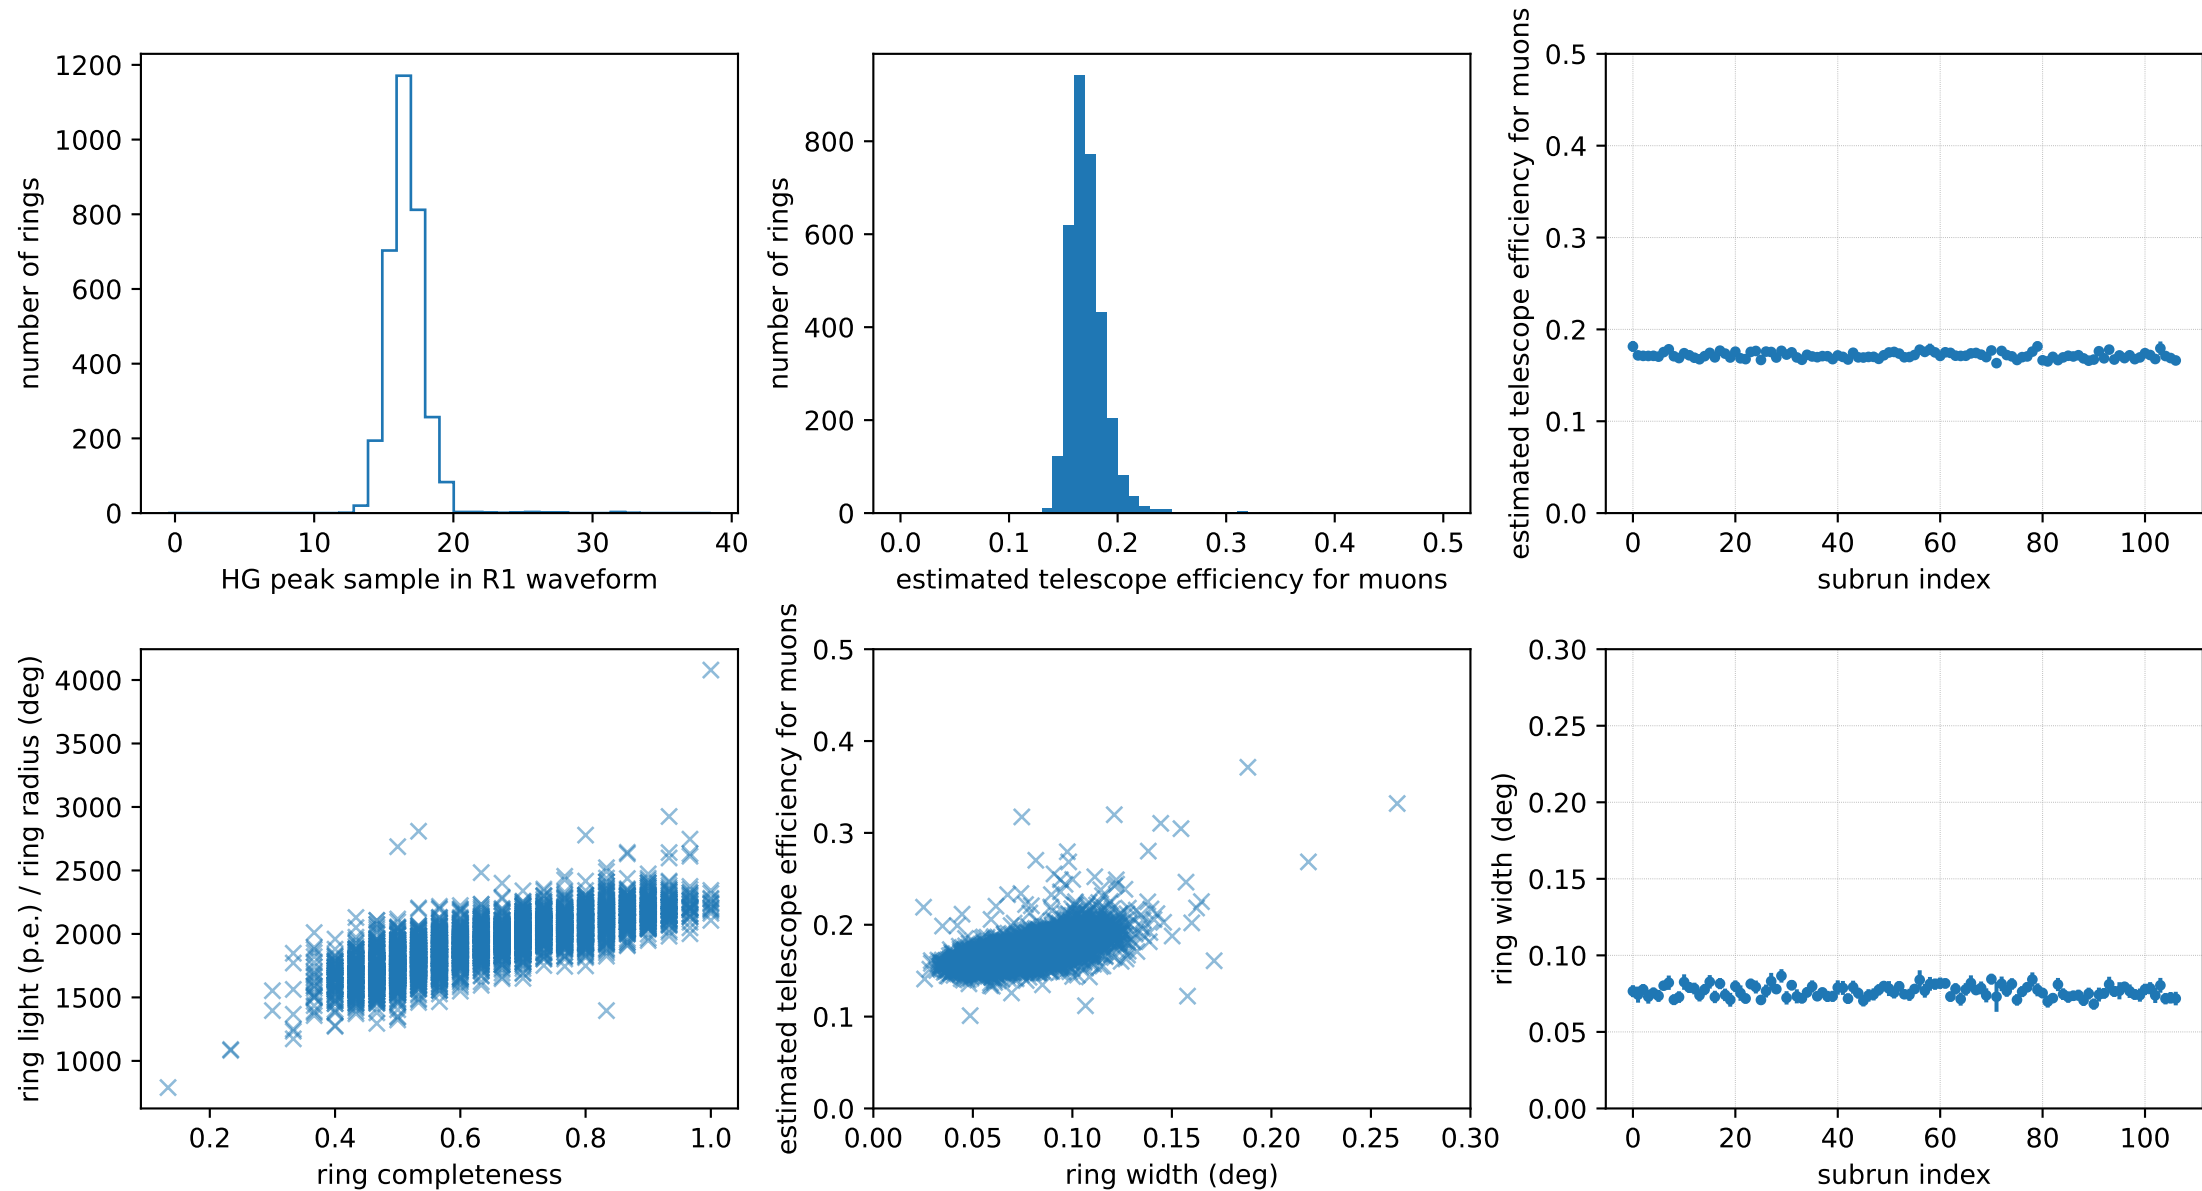 number of rings
1200
1000
800
600
400
200
0
0 10 20 30 40
HG peak sample in R1 waveform
number of rings
800
600
400
200
0
0.0 0.1 0.2 0.3 0.4 0.5
estimated telescope efficiency for muons
estimated telescope efficiency for muons
0.5
0.4
0.3
0.2
0.1
0.0
0 20 40 60 80 100
subrun index
ring light (p.e.) / ring radius (deg)
4000
3500
3000
2500
2000
1500
1000
0.2 0.4 0.6 0.8 1.0
ring completeness
estimated telescope efficiency for muons
0.5
0.4
0.3
0.2
0.1
0.0
0.00 0.05 0.10 0.15 0.20 0.25 0.30
ring width (deg)
ring width (deg)
0.30
0.25
0.20
0.15
0.10
0.05
0.00
0 20 40 60 80 100
subrun index